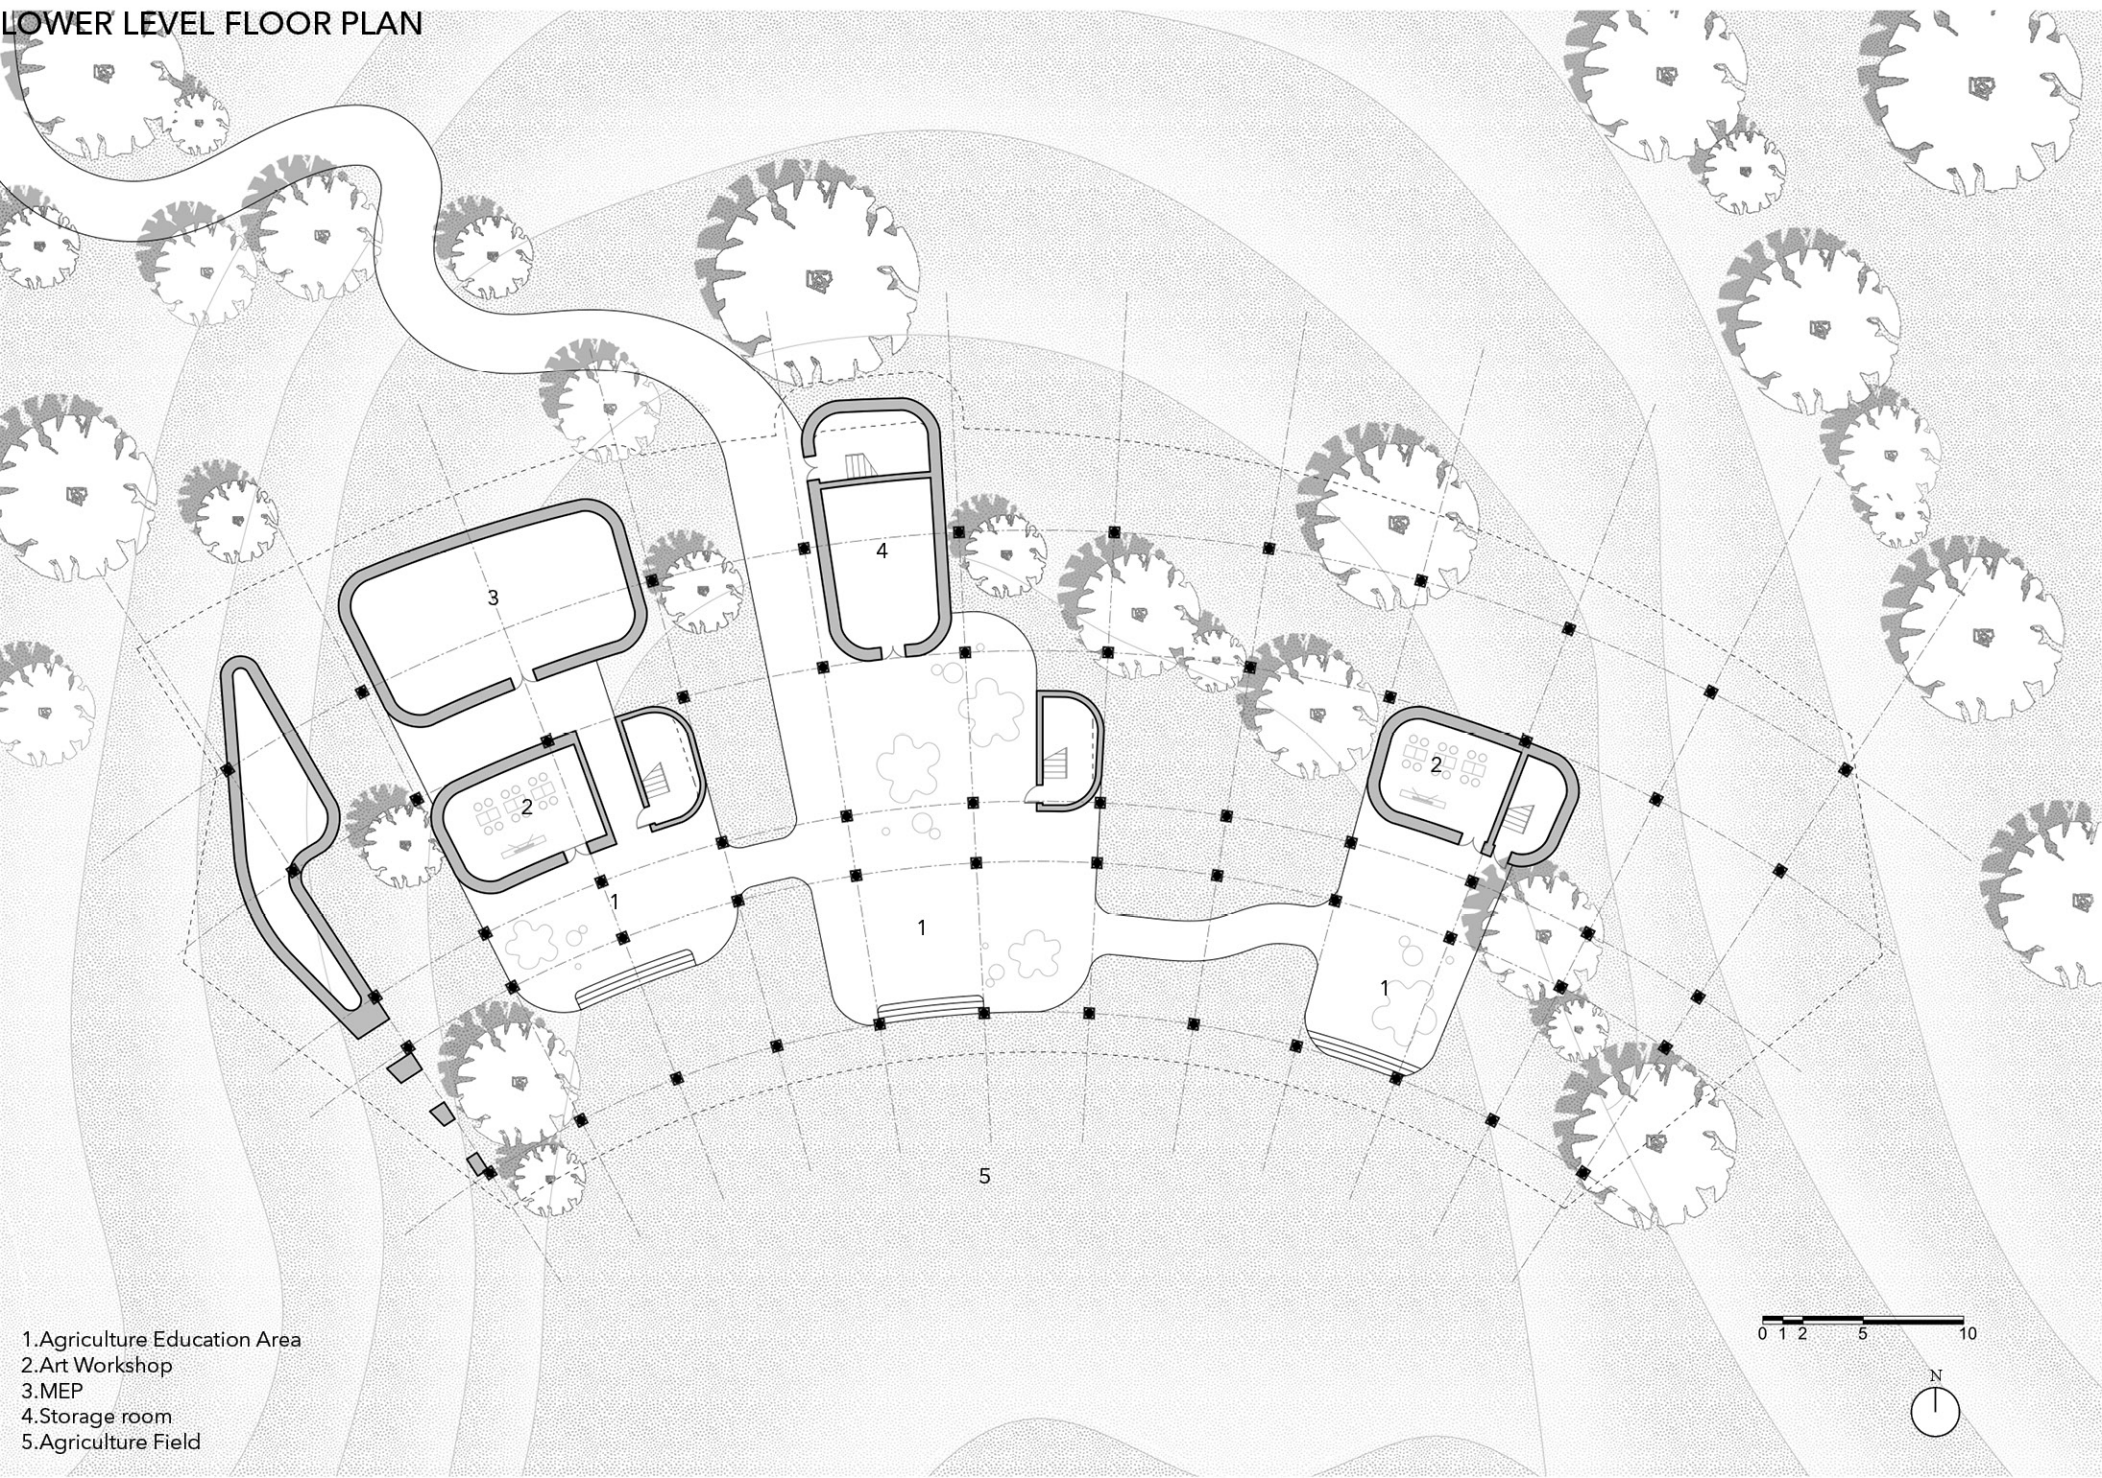 LOWER LEVEL FLOOR PLAN
4
3
2
2
1
1
1
5
0 1 2 5 10
N
1.Agriculture Education Area
2.Art Workshop
3.MEP
4.Storage room
5.Agriculture Field